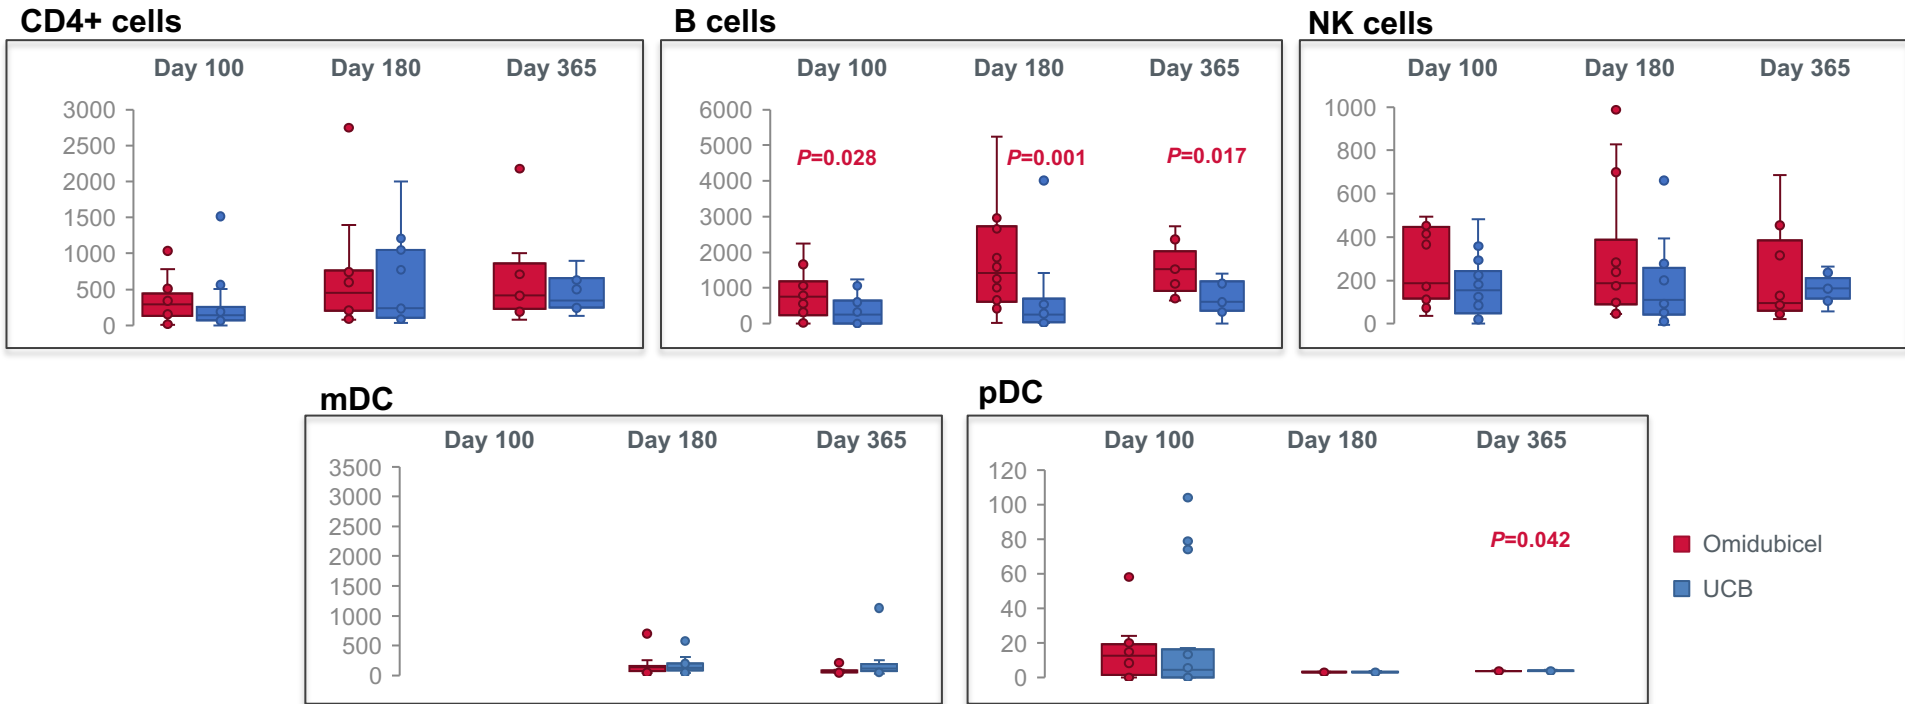 CD4+ cells
Day 100 Day 180 Day 365
3000
2500
2000
1500
1000
500
0
B cells
Day 100 Day 180 Day 365
6000
5000
4000
3000
2000
1000
0
P=0.028 P=0.001 P=0.017
NK cells
Day 100 Day 180 Day 365
1000
800
600
400
200
0
mDC
Day 100 Day 180 Day 365
3500
3000
2500
2000
1500
1000
500
0
pDC
Day 100 Day 180 Day 365
120
100
80
60
40
20
0
P=0.042
Omidubicel
UCB